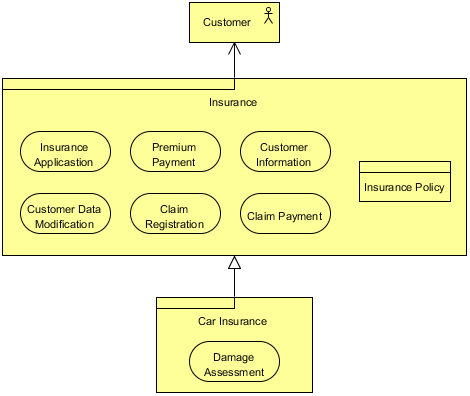 Customer
Insurance
Insurance
Applicastion
Premium
Payment
Customer
Information
Insurance Policy
Customer Data
Modification
Claim
Registration
Claim Payment
Car Insurance
Damage
Assessment